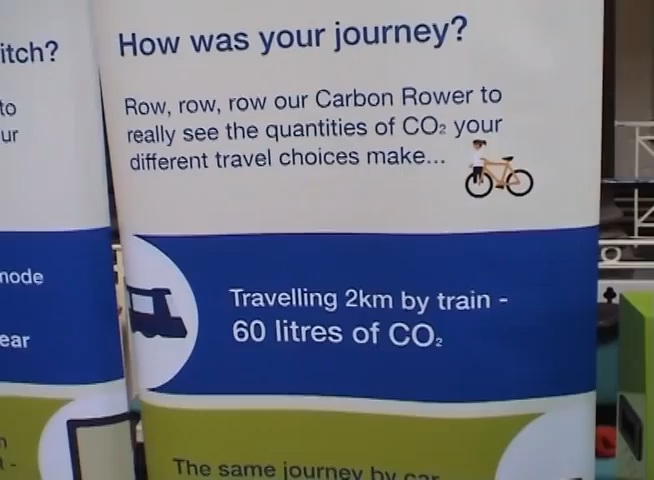 itch?
to
ur
node
ear
How was your journey?
Row, row, row our Carbon Rower to
really see the quantities of CO₂ your
different travel choices make...
Travelling 2km by train -
60 litres of CO₂
The same journey by car